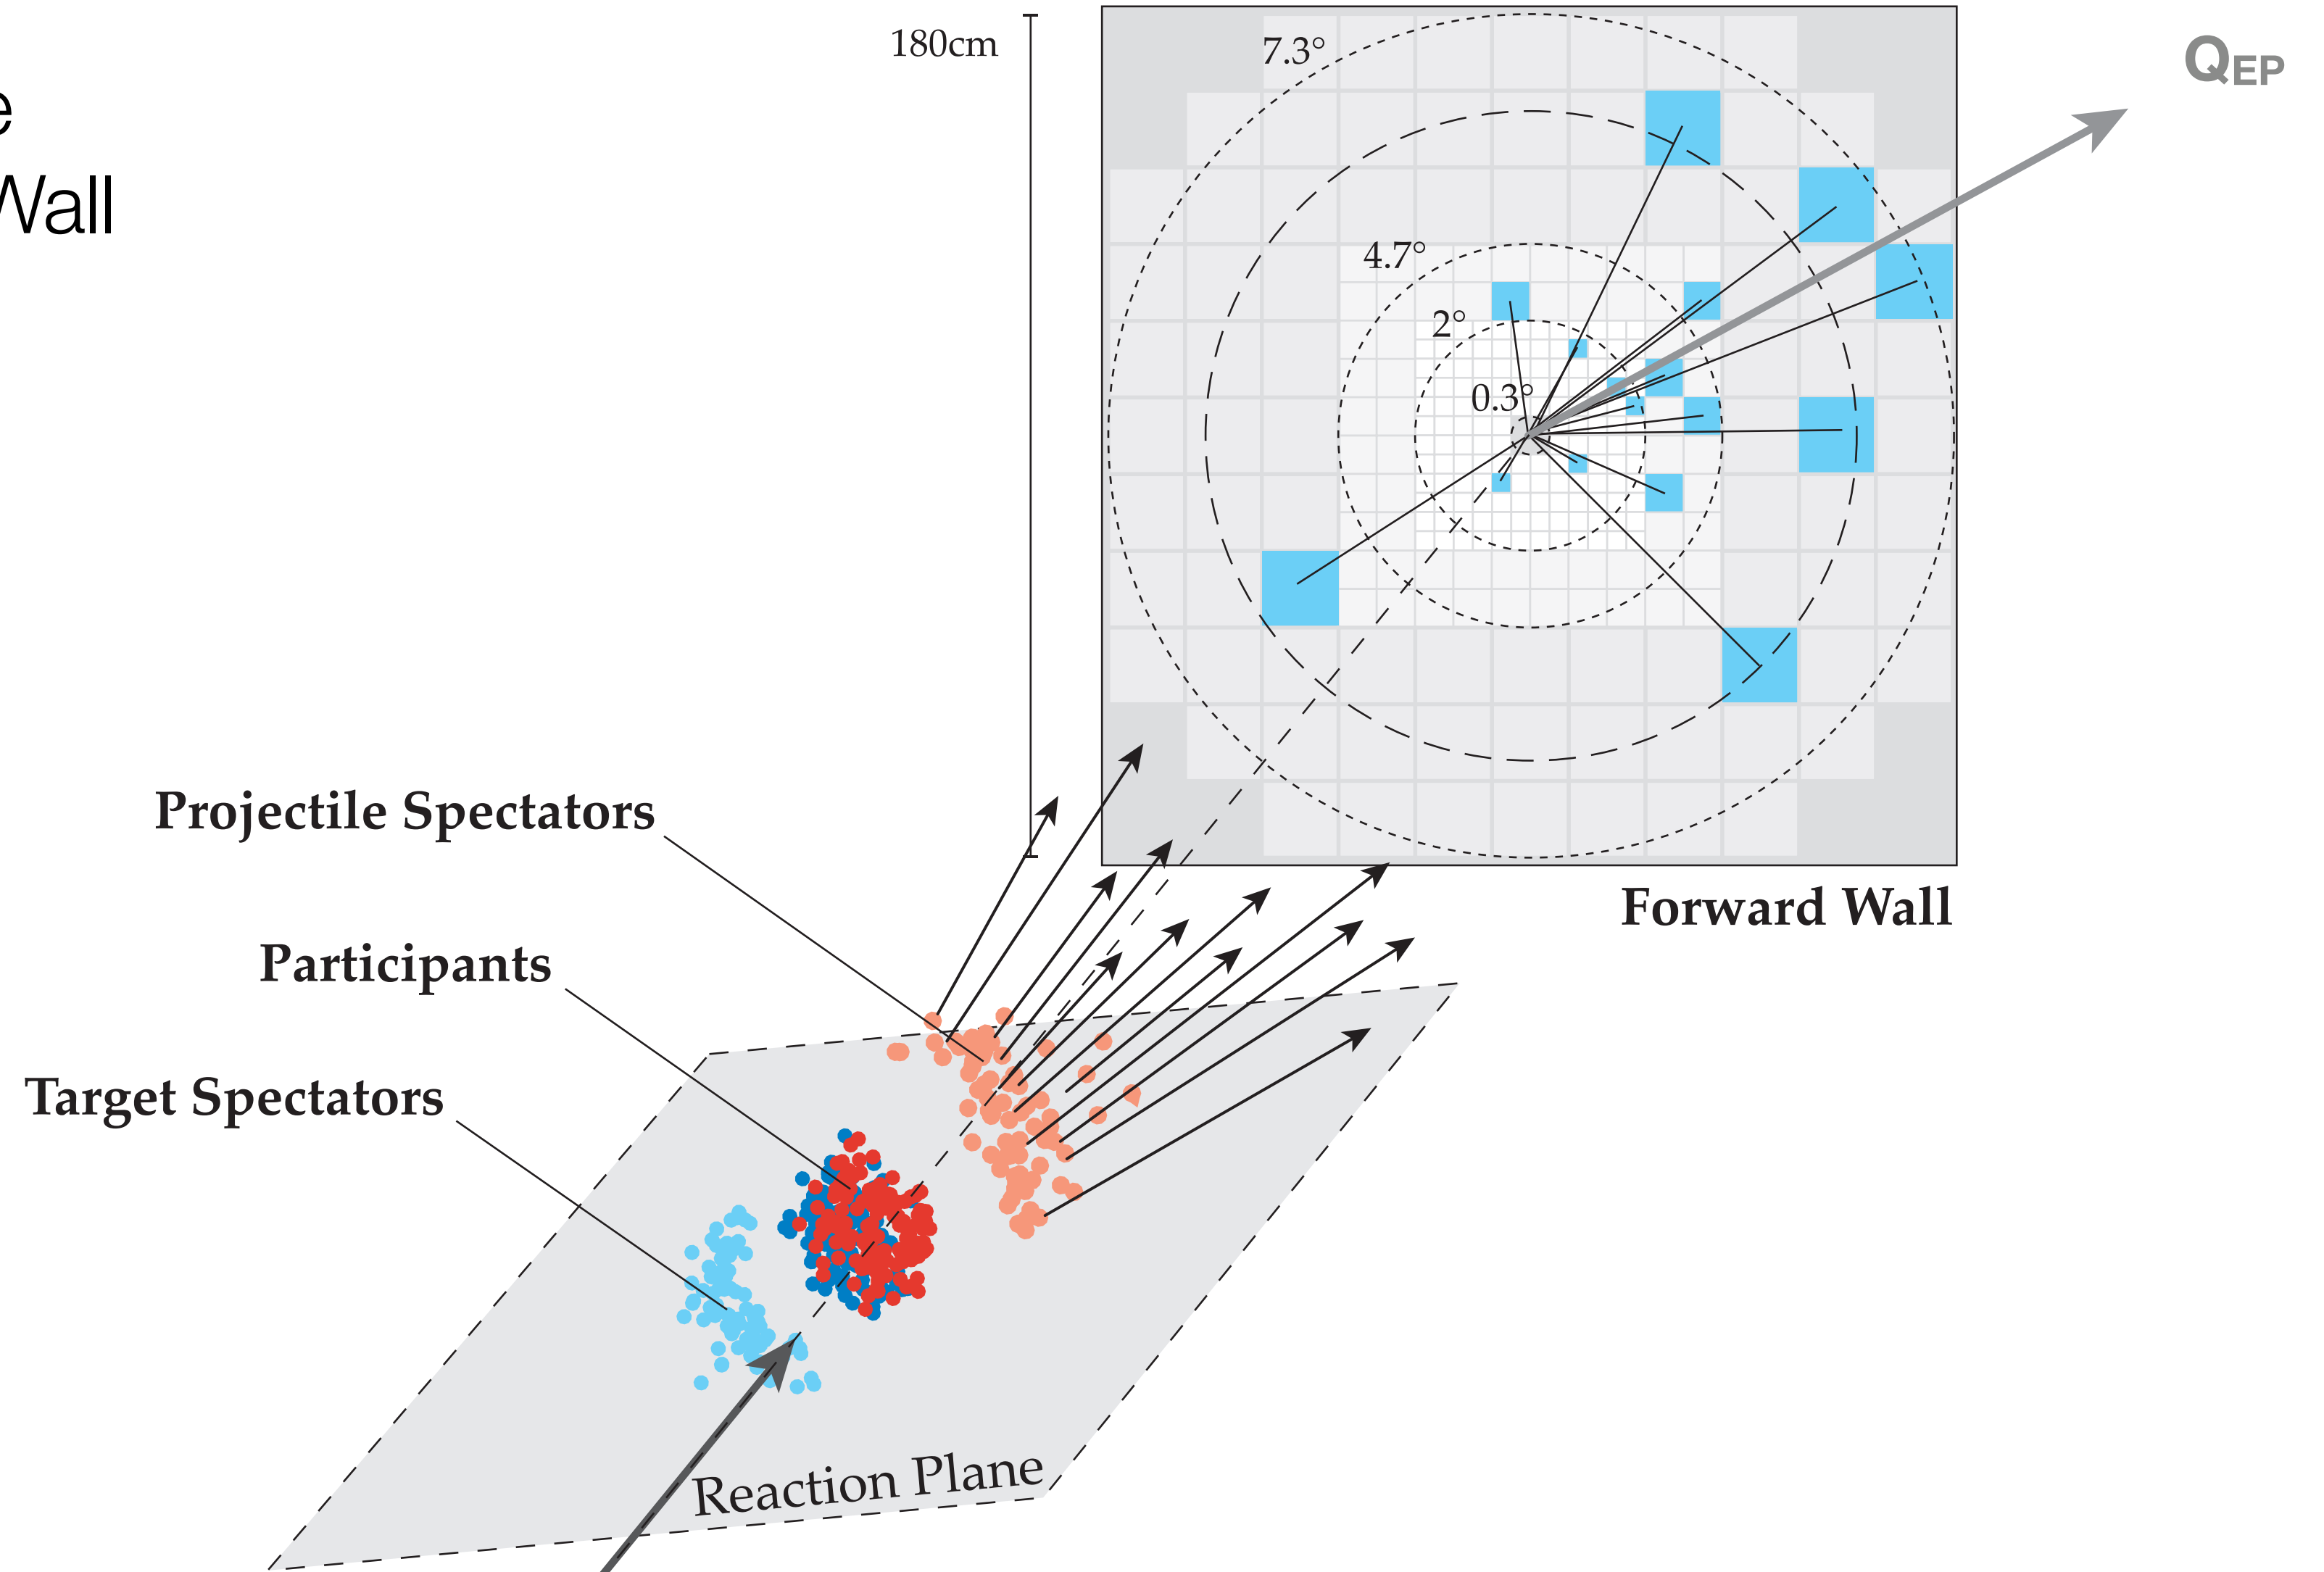 e
Wall
180cm
7.3°
4.7°
2°
0.3°
QEP
Forward Wall
Projectile Spectators
Participants
Target Spectators
Reaction Plane